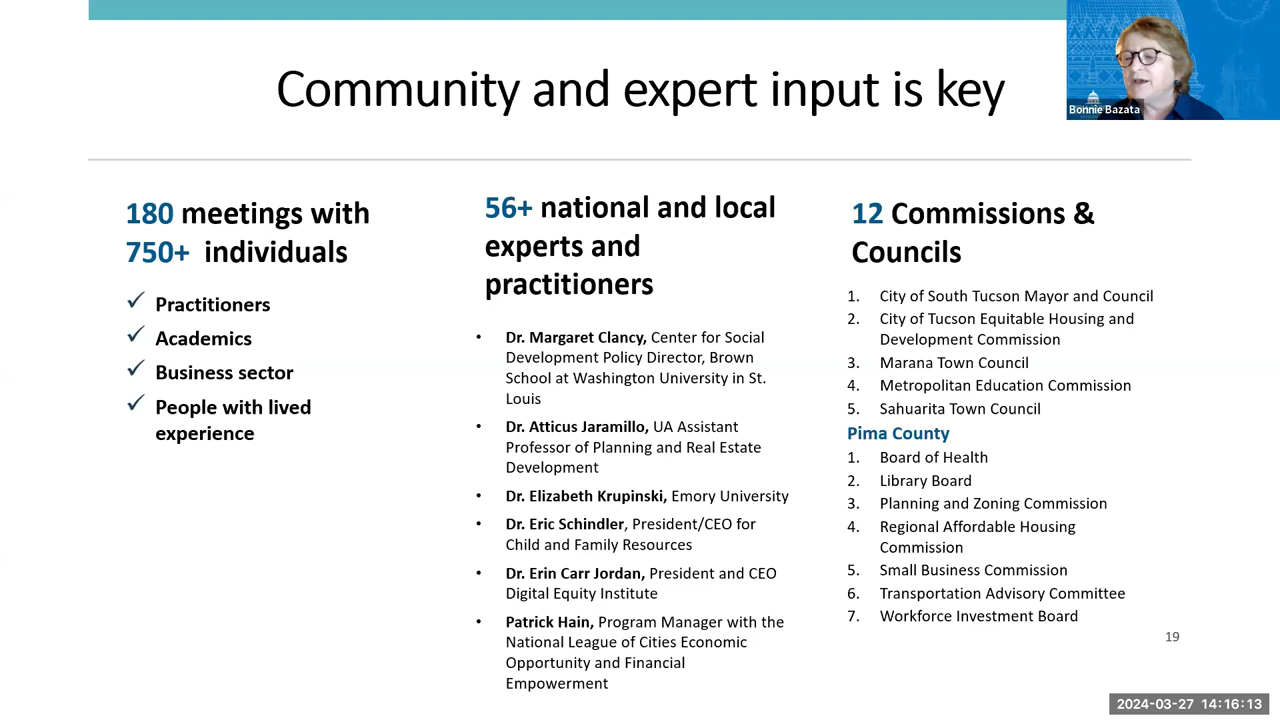 Community and expert input is key
Bonnie Bazata
180 meetings with
750+ individuals
✓ Practitioners
✓ Academics
✓ Business sector
✓ People with lived
experience
56+ national and local
experts and
practitioners
• Dr. Margaret Clancy, Center for Social
Development Policy Director, Brown
School at Washington University in St.
Louis
• Dr. Atticus Jaramillo, UA Assistant
Professor of Planning and Real Estate
Development
• Dr. Elizabeth Krupinski, Emory University
• Dr. Eric Schindler, President/CEO for
Child and Family Resources
• Dr. Erin Carr Jordan, President and CEO
Digital Equity Institute
• Patrick Hain, Program Manager with the
National League of Cities Economic
Opportunity and Financial
Empowerment
12 Commissions &
Councils
1. City of South Tucson Mayor and Council
2. City of Tucson Equitable Housing and
Development Commission
3. Marana Town Council
4. Metropolitan Education Commission
5. Sahuarita Town Council
Pima County
1. Board of Health
2. Library Board
3. Planning and Zoning Commission
4. Regional Affordable Housing
Commission
5. Small Business Commission
6. Transportation Advisory Committee
7. Workforce Investment Board
19
2024-03-27 14:16:13